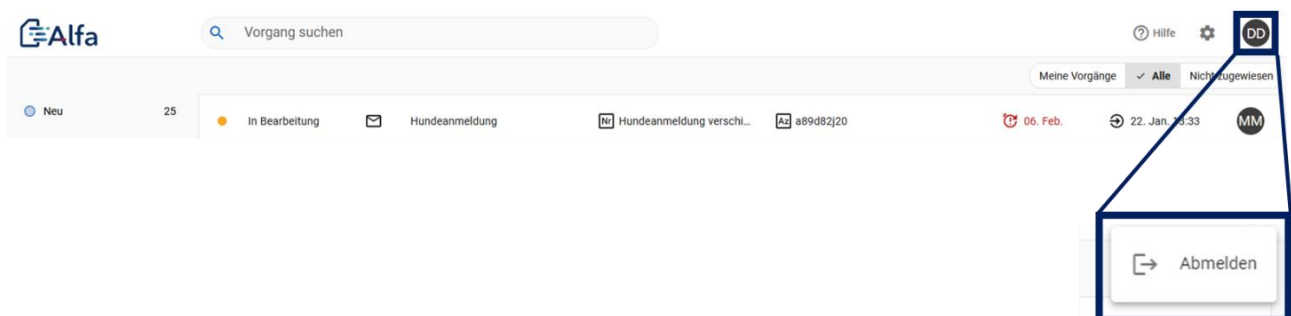 Alfa
Vorgang suchen
Hilfe
DD
Meine Vorgänge Alle Nicht zugewiesen
Neu 25
In Bearbeitung Hundeanmeldung Nr Hundeanmeldung verschi... Az a89d82j20 06. Feb. 22. Jan. MM
Abmelden